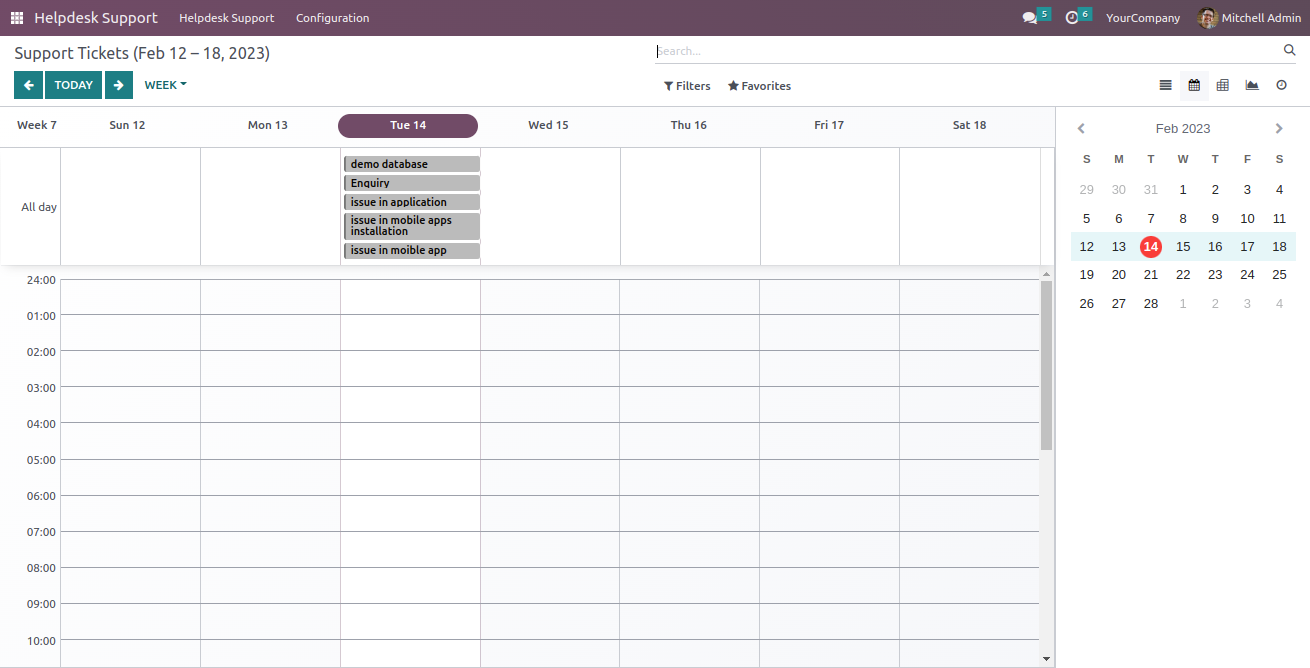 Helpdesk Support Helpdesk Support Configuration 5 6 YourCompany Mitchell Admin
Support Tickets (Feb 12 – 18, 2023) Search...
TODAY WEEK Filters Favorites
Week 7 Sun 12 Mon 13 Tue 14 Wed 15 Thu 16 Fri 17 Sat 18
All day
demo database
Enquiry
issue in application
issue in mobile apps
installation
issue in moible app
24:00
01:00
02:00
03:00
04:00
05:00
06:00
07:00
08:00
09:00
10:00
Feb 2023
S M T W T F S
29 30 31 1 2 3 4
5 6 7 8 9 10 11
12 13 14 15 16 17 18
19 20 21 22 23 24 25
26 27 28 1 2 3 4